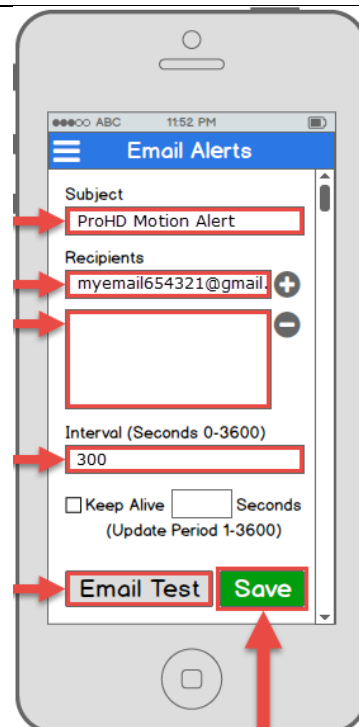 ABC 11:52 PM
Email Alerts
Subject
ProHD Motion Alert
Recipients
myemail654321@gmail.
Interval (Seconds 0-3600)
300
Keep Alive Seconds
(Update Period 1-3600)
Email Test Save